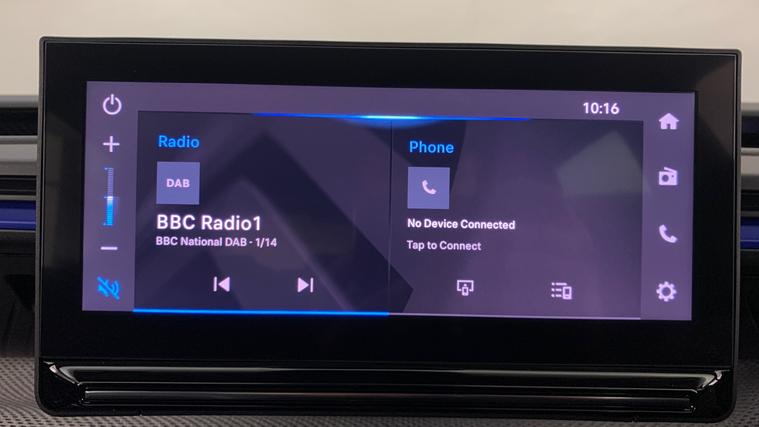 10:16
Radio
DAB
BBC Radio1
BBC National DAB - 1/14
Phone
No Device Connected
Tap to Connect